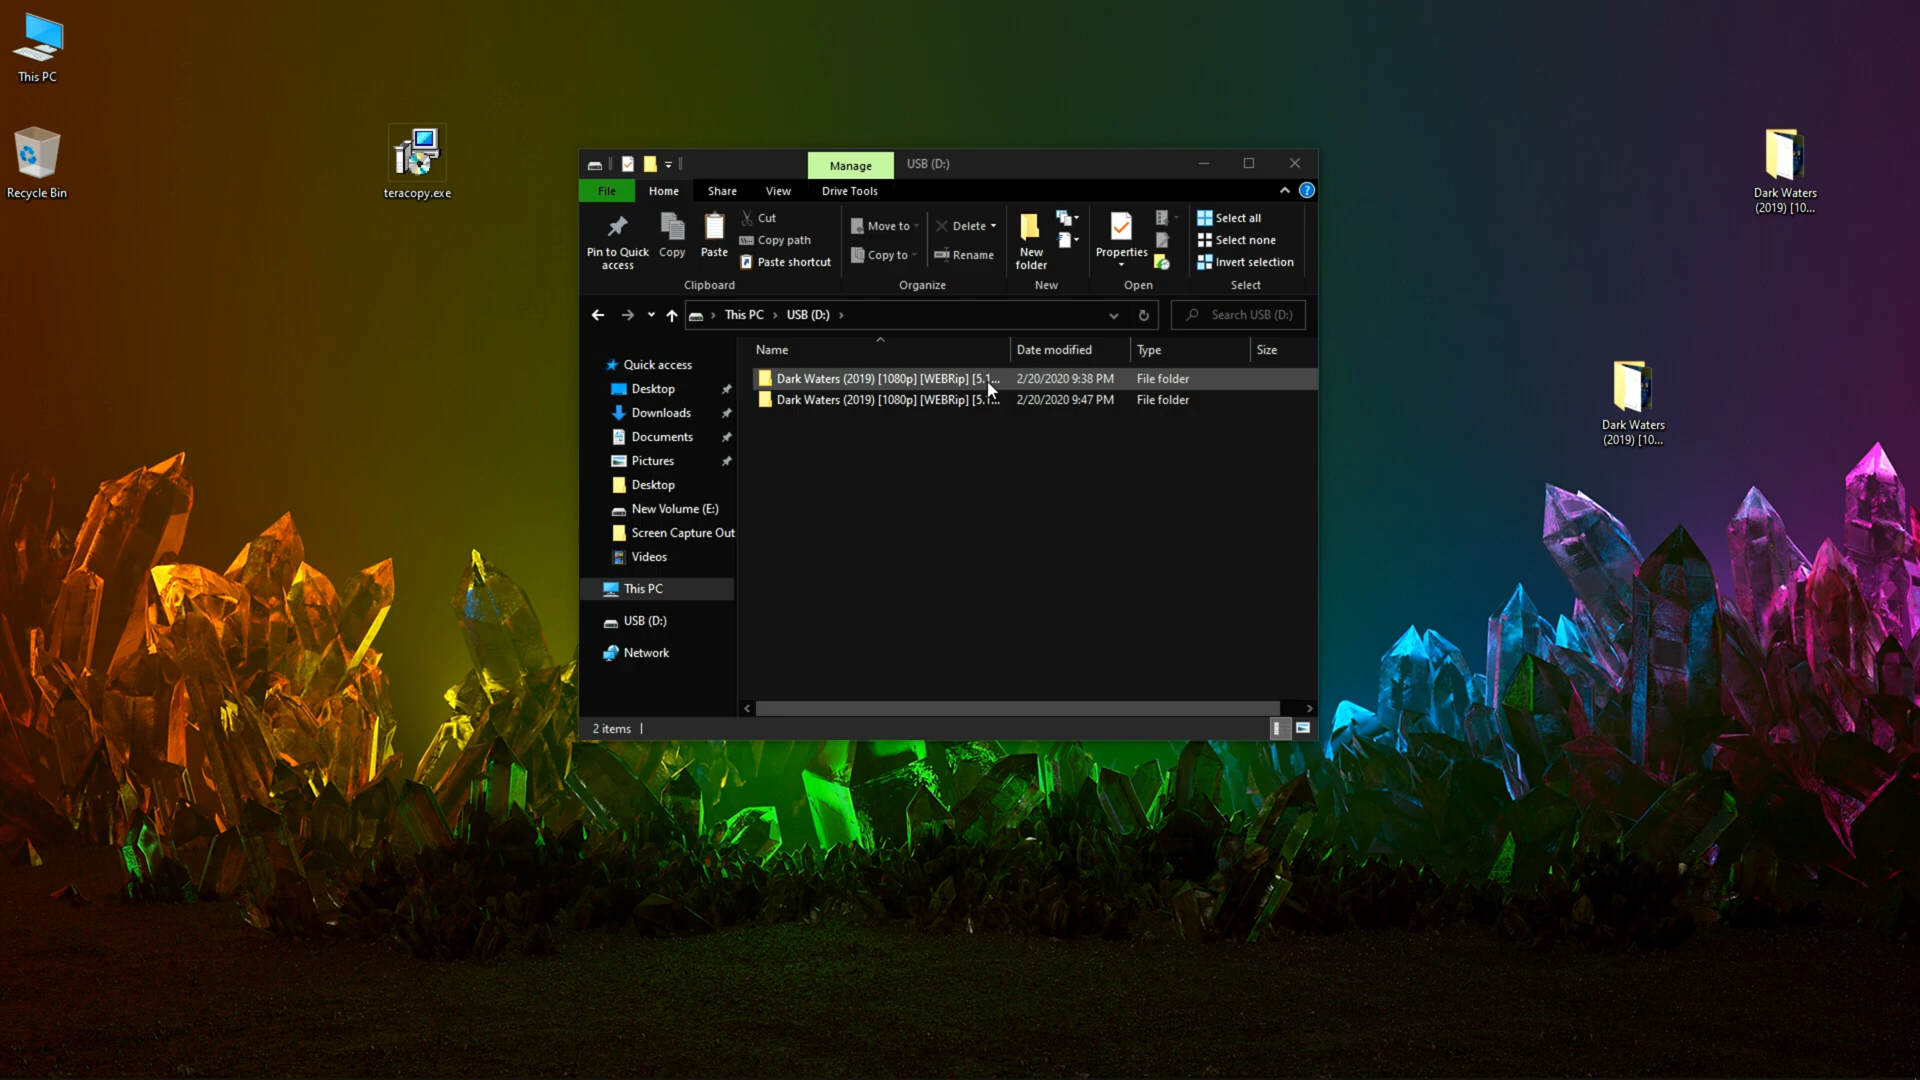 This PC
Recycle Bin
teracopy.exe
Dark Waters
(2019) [10...
Dark Waters
(2019) [10...
Manage
USB (D:)
File
Home
Share
View
Drive Tools
Pin to Quick
access
Copy
Paste
Cut
Copy path
Paste shortcut
Clipboard
Move to
Copy to
Delete
Rename
Organize
New
folder
New
Properties
Open
Select all
Select none
Invert selection
Select
This PC
USB (D:)
Search USB (D:)
Name
Date modified
Type
Size
Dark Waters (2019) [1080p] [WEBRip] [5.1... 2/20/2020 9:38 PM File folder
Dark Waters (2019) [1080p] [WEBRip] [5.1... 2/20/2020 9:47 PM File folder
Quick access
Desktop
Downloads
Documents
Pictures
Desktop
New Volume (E:)
Screen Capture Out
Videos
This PC
USB (D:)
Network
2 items